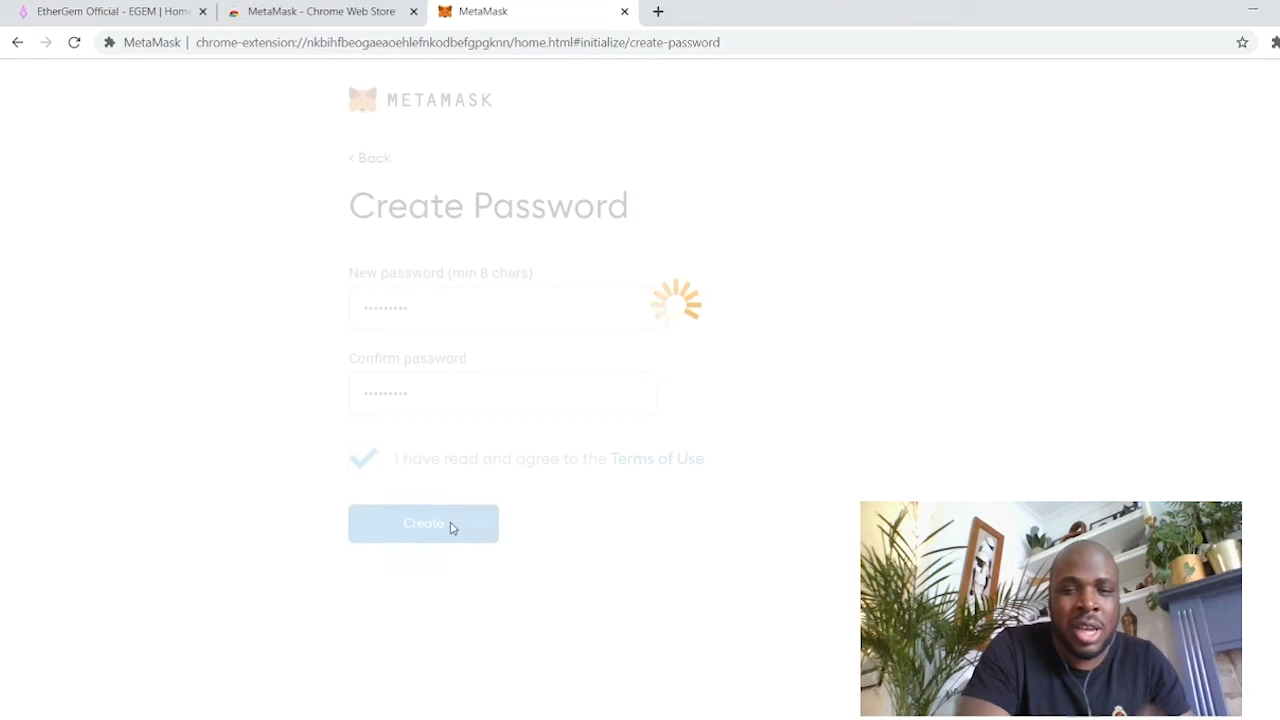 EtherGem Official - EGEM | Hom
MetaMask - Chrome Web Store
MetaMask
MetaMask | chrome-extension://nkbihfbeogaeaoehlefnkodbefgpgknn/home.html#initialize/create-password
METAMASK
< Back
Create Password
New password (min 8 chars)
•••••••••
Confirm password
•••••••••
I have read and agree to the Terms of Use
Create